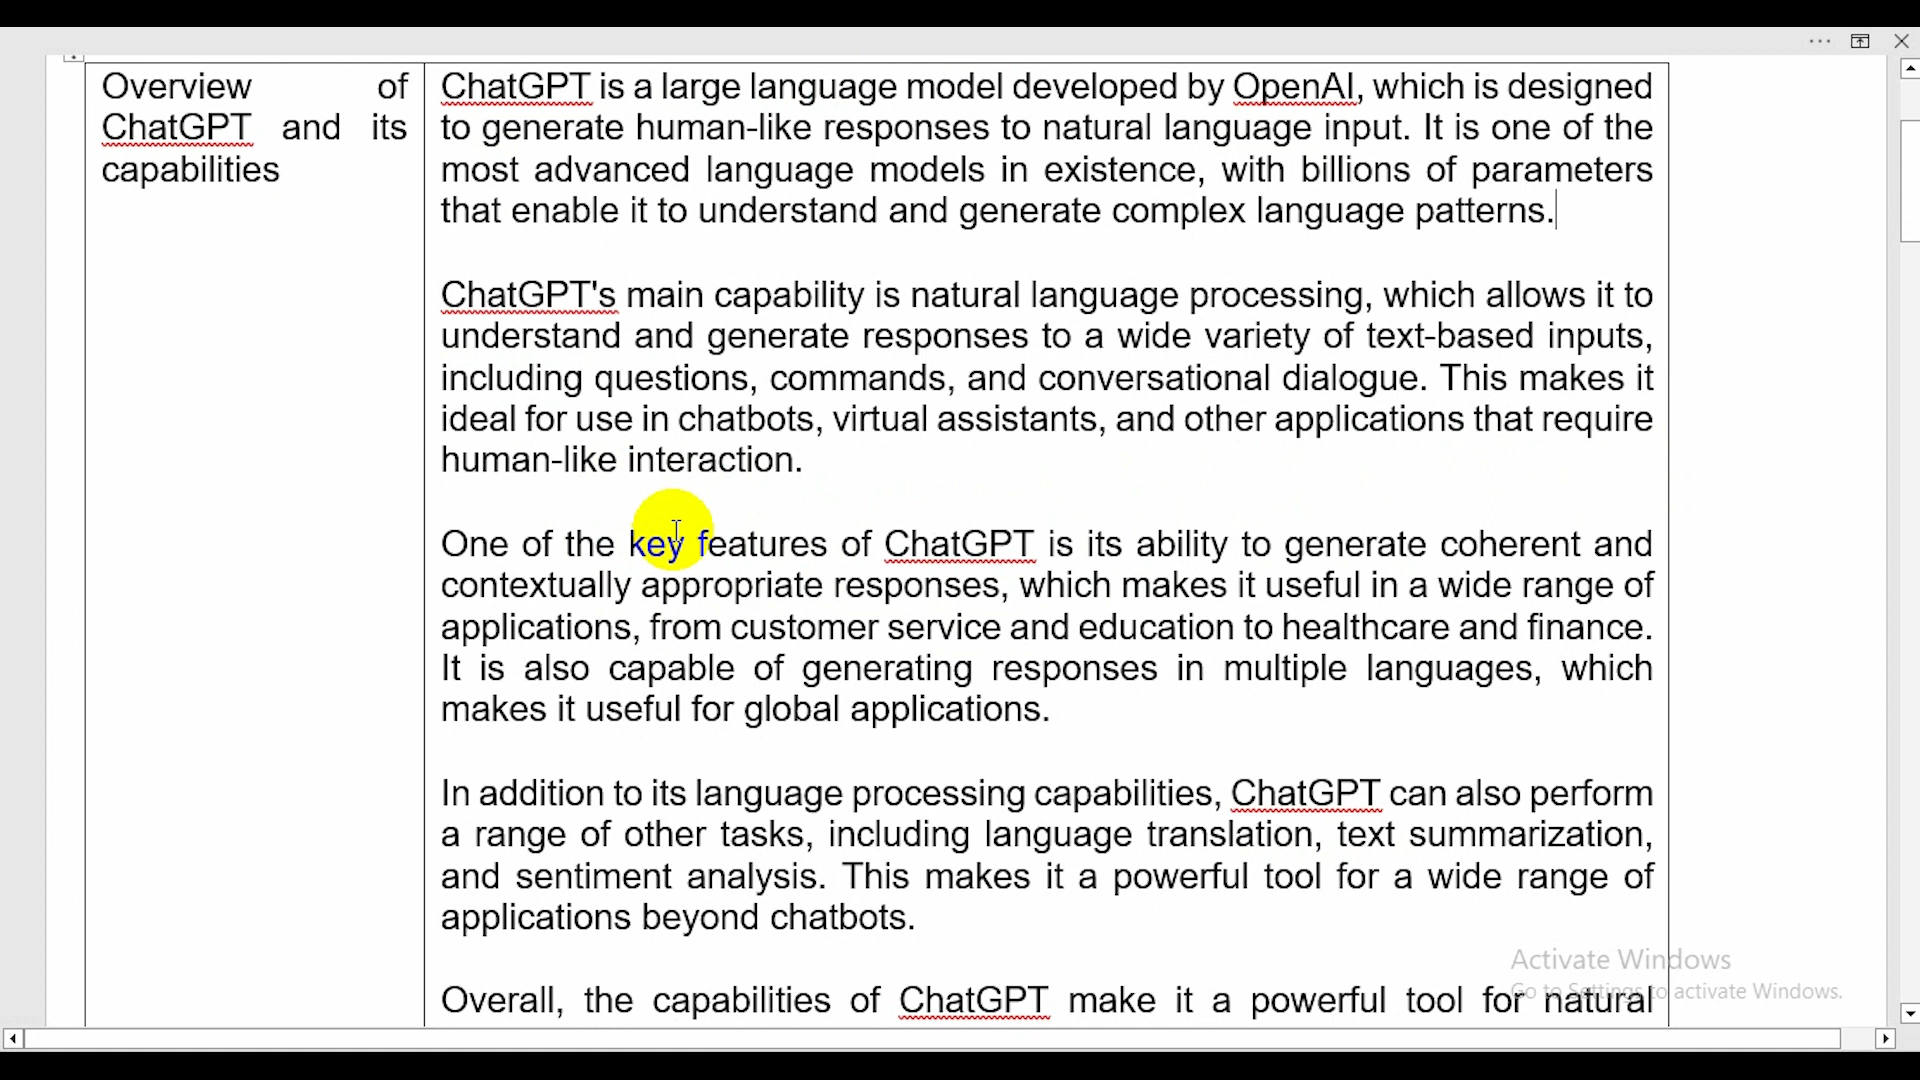 Overview of
ChatGPT and its
capabilities
ChatGPT is a large language model developed by OpenAI, which is designed
to generate human-like responses to natural language input. It is one of the
most advanced language models in existence, with billions of parameters
that enable it to understand and generate complex language patterns.
ChatGPT's main capability is natural language processing, which allows it to
understand and generate responses to a wide variety of text-based inputs,
including questions, commands, and conversational dialogue. This makes it
ideal for use in chatbots, virtual assistants, and other applications that require
human-like interaction.
One of the key features of ChatGPT is its ability to generate coherent and
contextually appropriate responses, which makes it useful in a wide range of
applications, from customer service and education to healthcare and finance.
It is also capable of generating responses in multiple languages, which
makes it useful for global applications.
In addition to its language processing capabilities, ChatGPT can also perform
a range of other tasks, including language translation, text summarization,
and sentiment analysis. This makes it a powerful tool for a wide range of
applications beyond chatbots.
Overall, the capabilities of ChatGPT make it a powerful tool for natural
Activate Windows
Go to Settings to activate Windows.